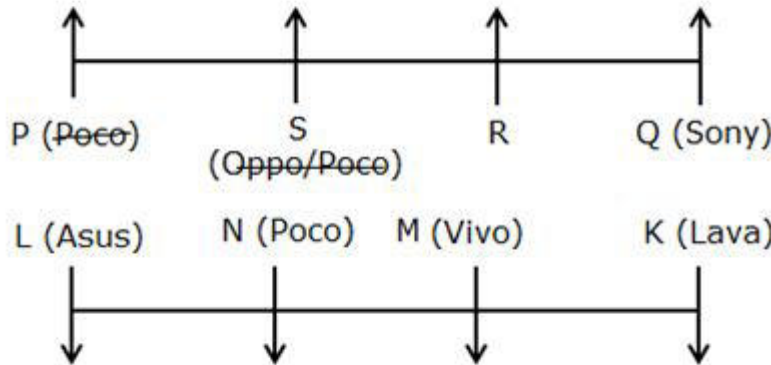 P (Poco) S R Q (Sony)
(Oppo/Poco)
L (Asus) N (Poco) M (Vivo) K (Lava)